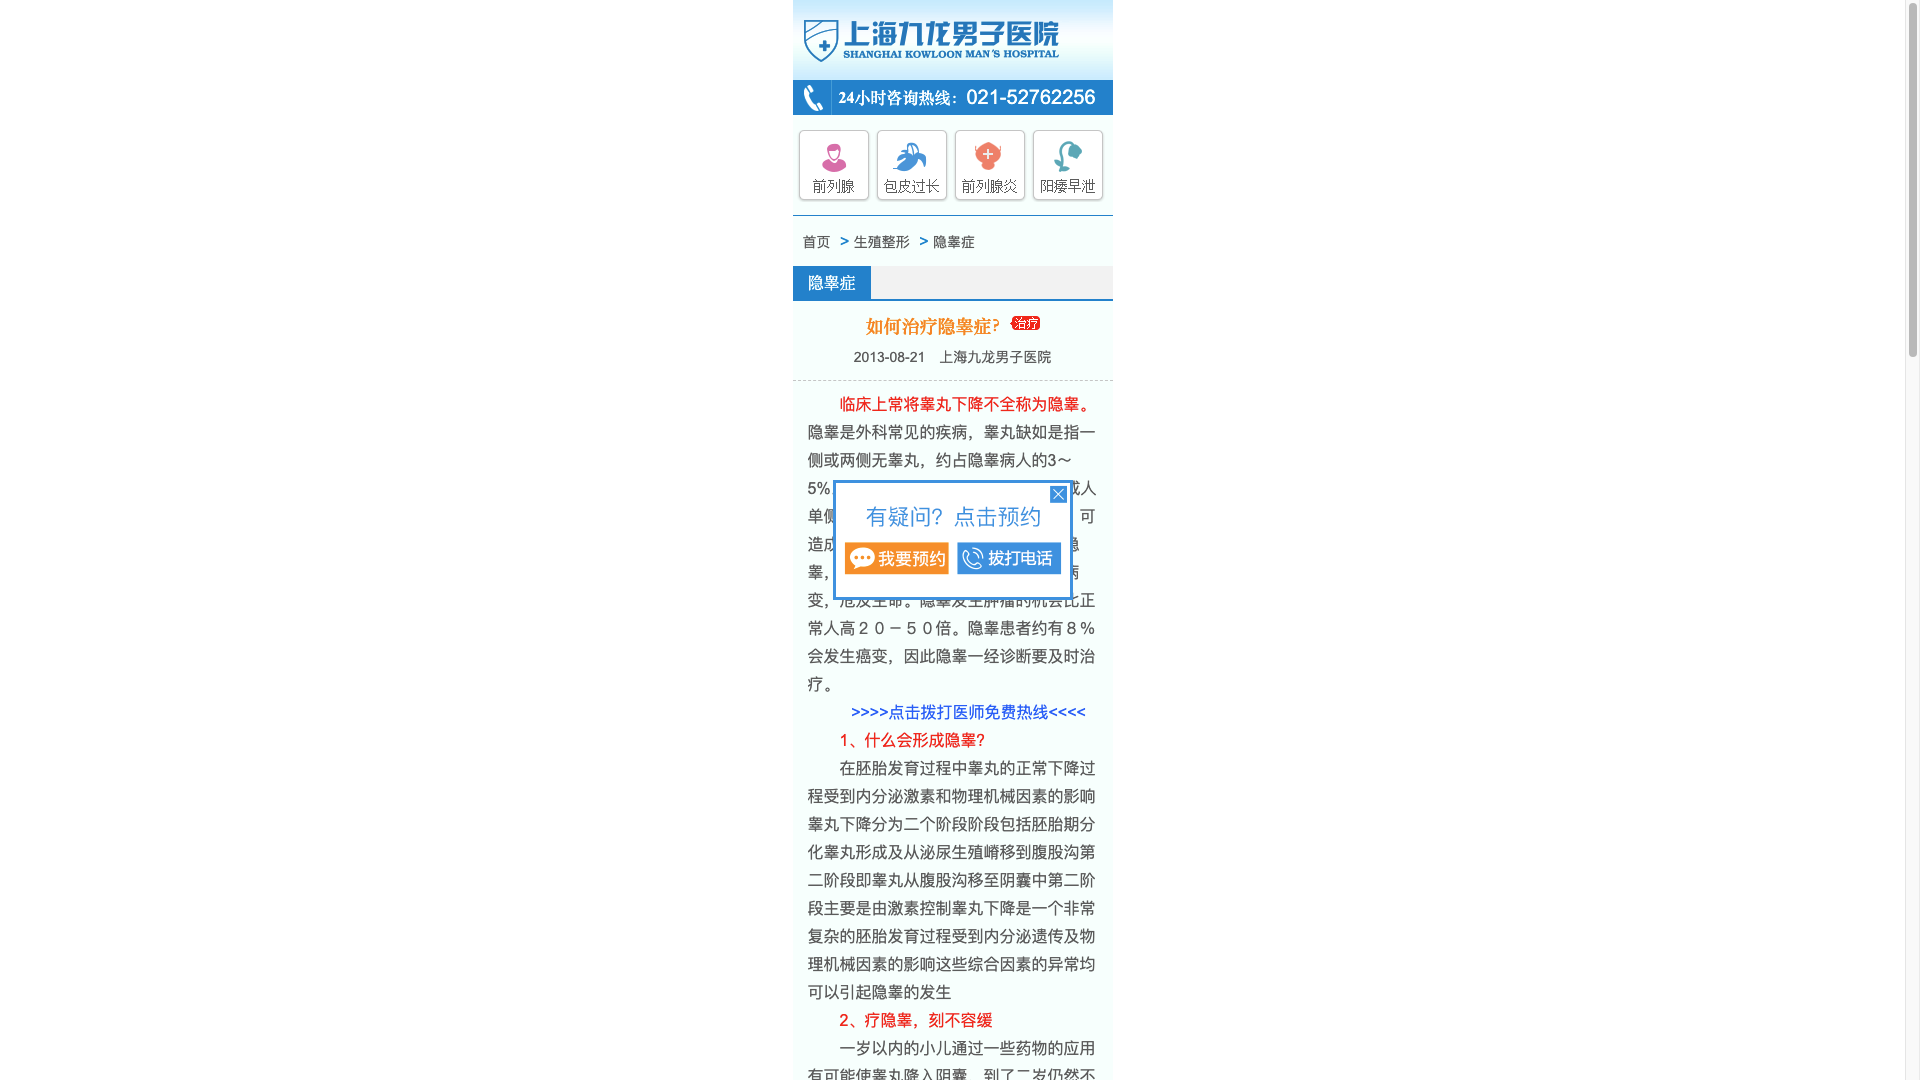 上海九龙男子医院
SHANGHAI KOWLOON MAN'S HOSPITAL
24小时咨询热线：021-52762256
前列腺 包皮过长 前列腺炎 阳痿早泄
首页 > 生殖整形 > 隐睾症
隐睾症
如何治疗隐睾症? 治疗
2013-08-21 上海九龙男子医院
临床上常将睾丸下降不全称为隐睾。
隐睾是外科常见的疾病，睾丸缺如是指一
侧或两侧无睾丸，约占隐睾病人的3～
5%
成人
单侧
可
造成
隐
睾，
病
有疑问？点击预约
我要预约 拔打电话
变，危及生命。隐睾发生肿瘤的机会比正
常人高２０－５０倍。隐睾患者约有８%
会发生癌变，因此隐睾一经诊断要及时治
疗。
>>>>点击拨打医师免费热线<<<<
1、什么会形成隐睾?
在胚胎发育过程中睾丸的正常下降过
程受到内分泌激素和物理机械因素的影响
睾丸下降分为二个阶段阶段包括胚胎期分
化睾丸形成及从泌尿生殖嵴移到腹股沟第
二阶段即睾丸从腹股沟移至阴囊中第二阶
段主要是由激素控制睾丸下降是一个非常
复杂的胚胎发育过程受到内分泌遗传及物
理机械因素的影响这些综合因素的异常均
可以引起隐睾的发生
2、疗隐睾，刻不容缓
一岁以内的小儿通过一些药物的应用
有可能使睾丸降入阴囊，到了二岁仍然不